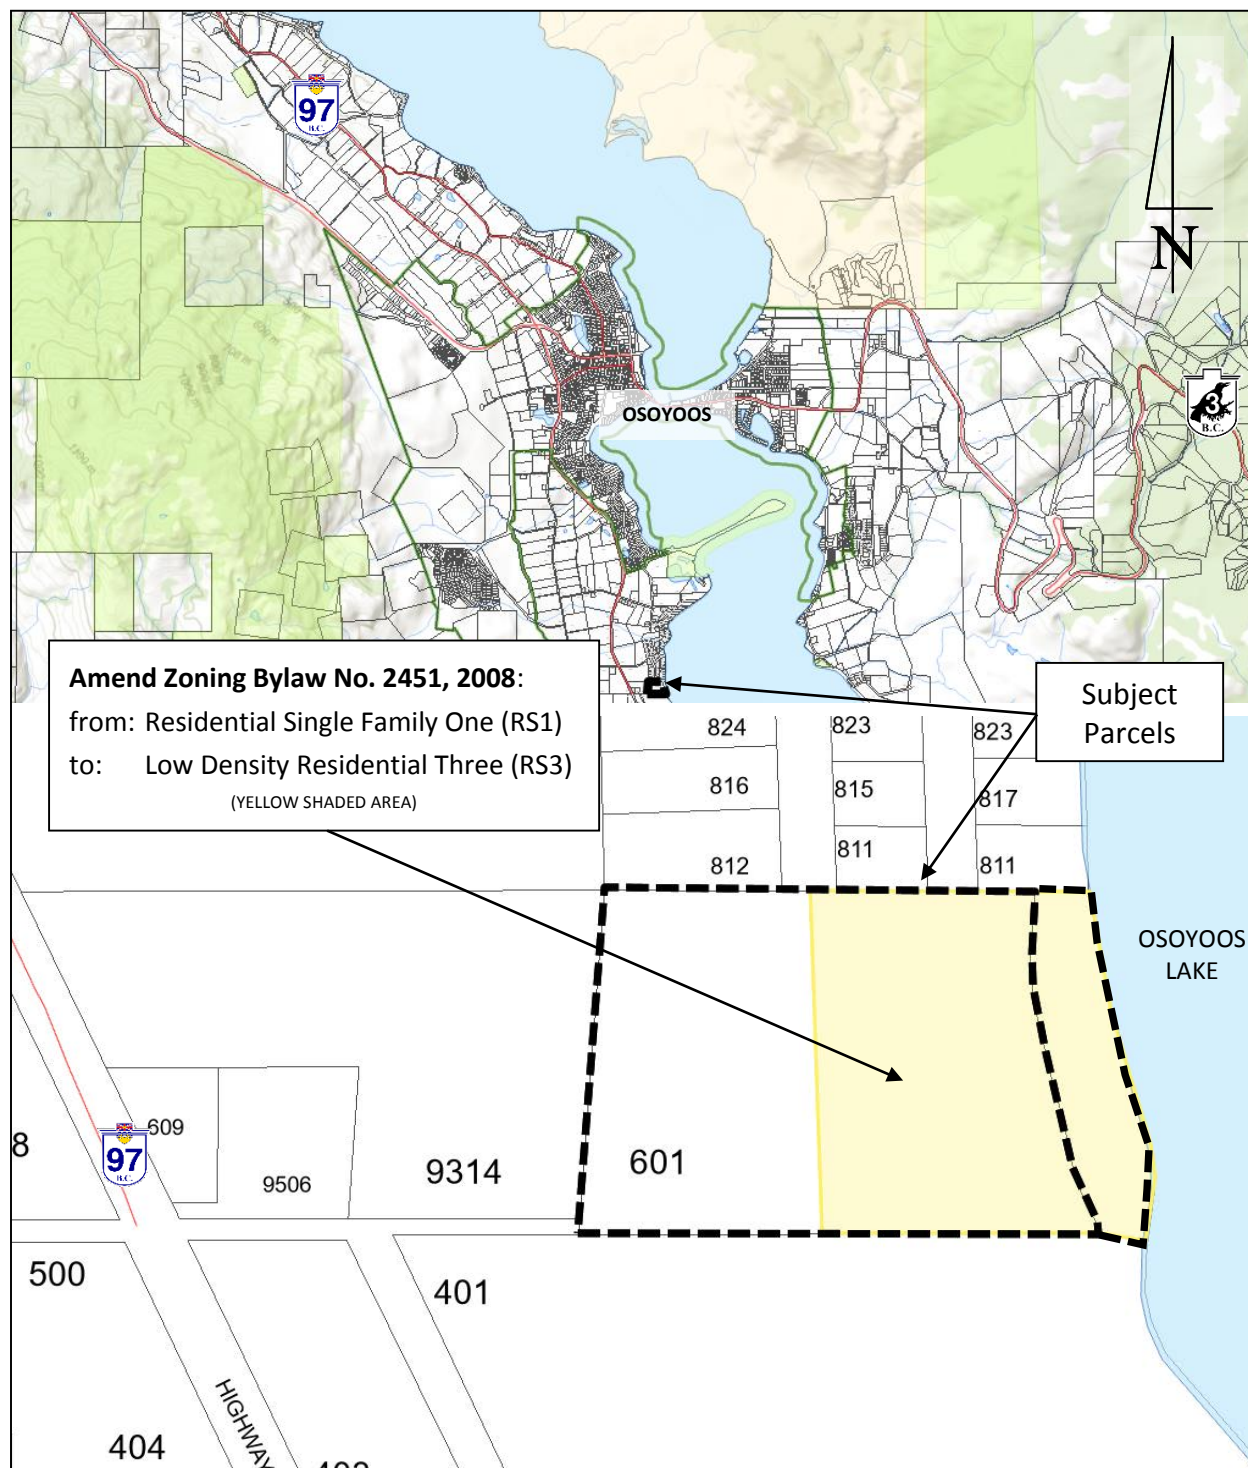 97
B.C.
N
3
B.C.
OSOYOOS
Amend Zoning Bylaw No. 2451, 2008:
from: Residential Single Family One (RS1)
to: Low Density Residential Three (RS3)
(YELLOW SHADED AREA)
Subject
Parcels
824
823
823
816
815
817
812
811
811
OSOYOOS
LAKE
8
97
B.C.
609
9506
9314
601
500
401
HIGHWAY
404